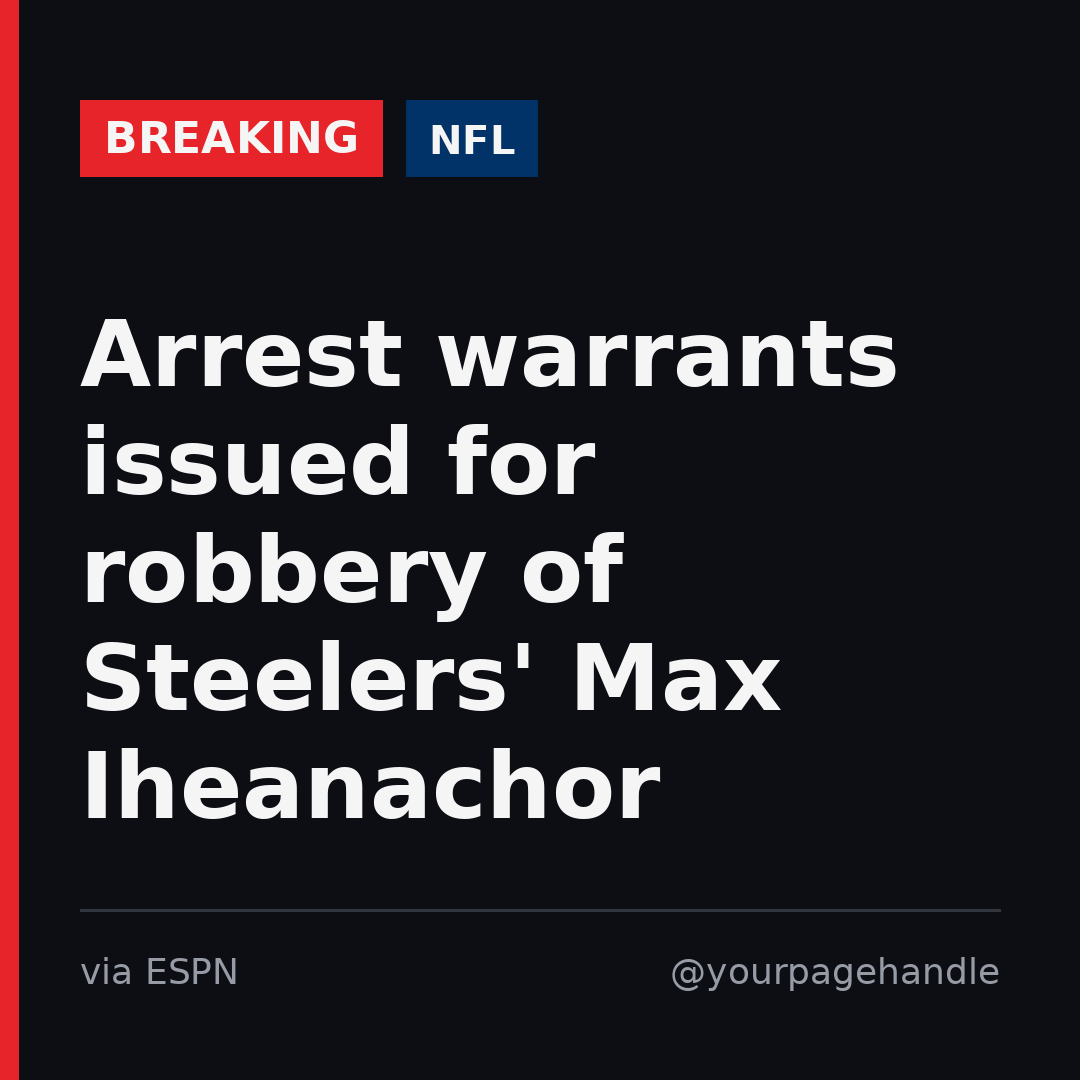 BREAKING NFL
Arrest warrants
issued for
robbery of
Steelers' Max
Iheanachor
via ESPN @yourpagehandle